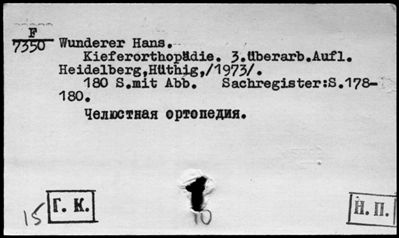 F
7350 Wunderer Hans.
Kieferorthopädie. 3.überarb.Aufl.
Heidelberg,Hüthig,/1973/.
180 S.mit Abb. Sachregister:S.178-
180.
Челюстная ортопедия.
15 Г. К. 10 Н. П.